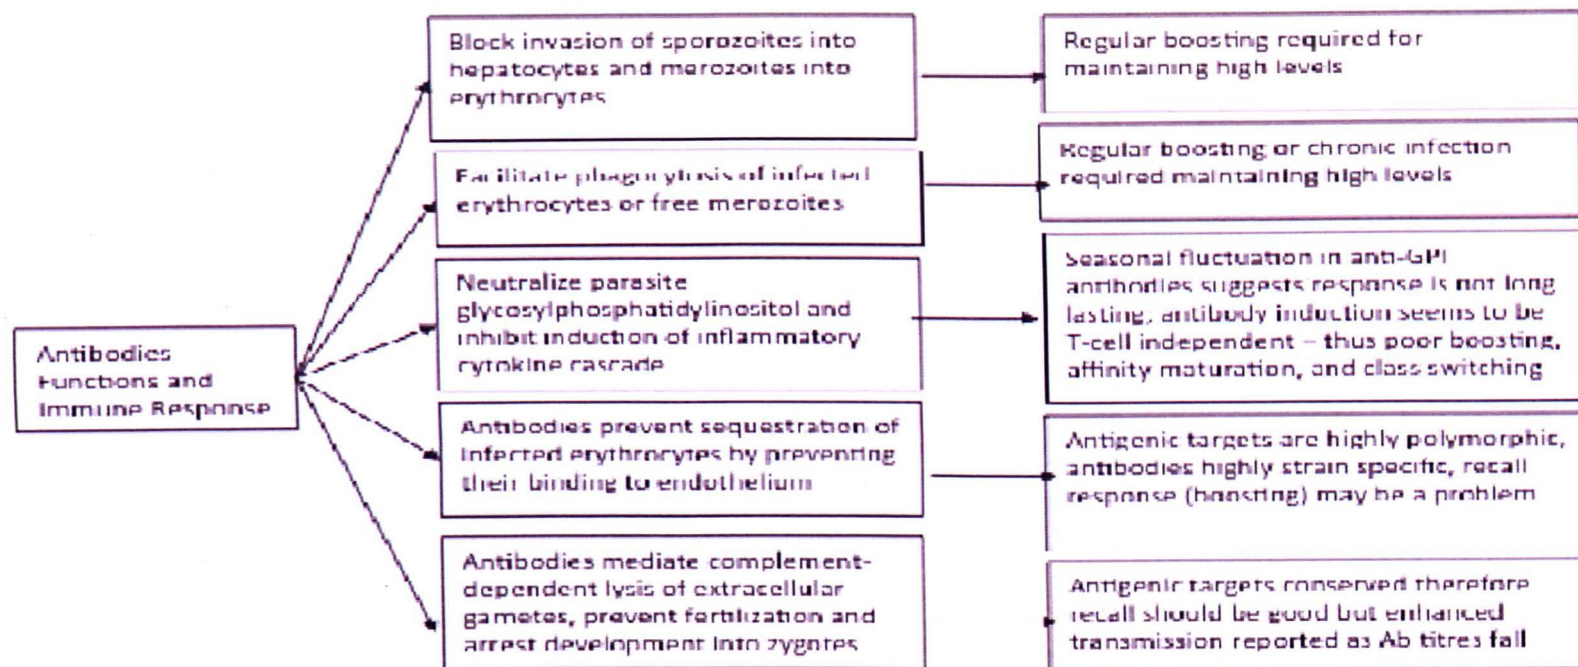 Antibodies
Functions and
Immune Response
Block invasion of sporozoites into
hepatocytes and merozoites into
erythrocytes
Regular boosting required for
maintaining high levels
Facilitate phagocytosis of infected
erythrocytes or free merozoites
Regular boosting or chronic infection
required maintaining high levels
Neutralize parasite
glycosylphosphatidylinositol and
inhibit induction of inflammatory
cytokine cascade
Seasonal fluctuation in anti-GPI
antibodies suggests response is not long
lasting; antibody induction seems to be
T-cell independent – thus poor boosting,
affinity maturation, and class switching
Antibodies prevent sequestration of
infected erythrocytes by preventing
their binding to endothelium
Antigenic targets are highly polymorphic,
antibodies highly strain specific, recall
response (boosting) may be a problem
Antibodies mediate complement-
dependent lysis of extracellular
gametes, prevent fertilization and
arrest development into zygotes
Antigenic targets conserved therefore
recall should be good but enhanced
transmission reported as Ab titres fall